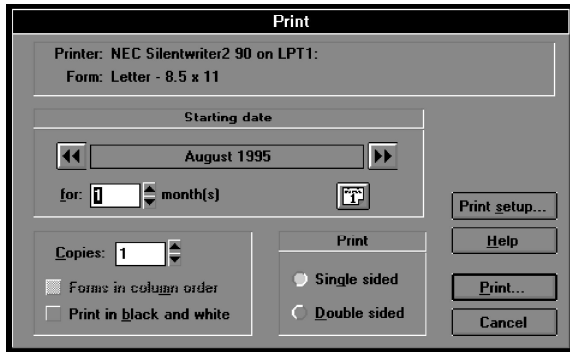 Print
Printer: NEC Silentwriter2 90 on LPT1:
Form: Letter - 8.5 x 11
Starting date
August 1995
for: 1 month(s)
1
Print setup...
Copies: 1
Print
Help
Forms in column order
Single sided
Print...
Print in black and white
Double sided
Cancel